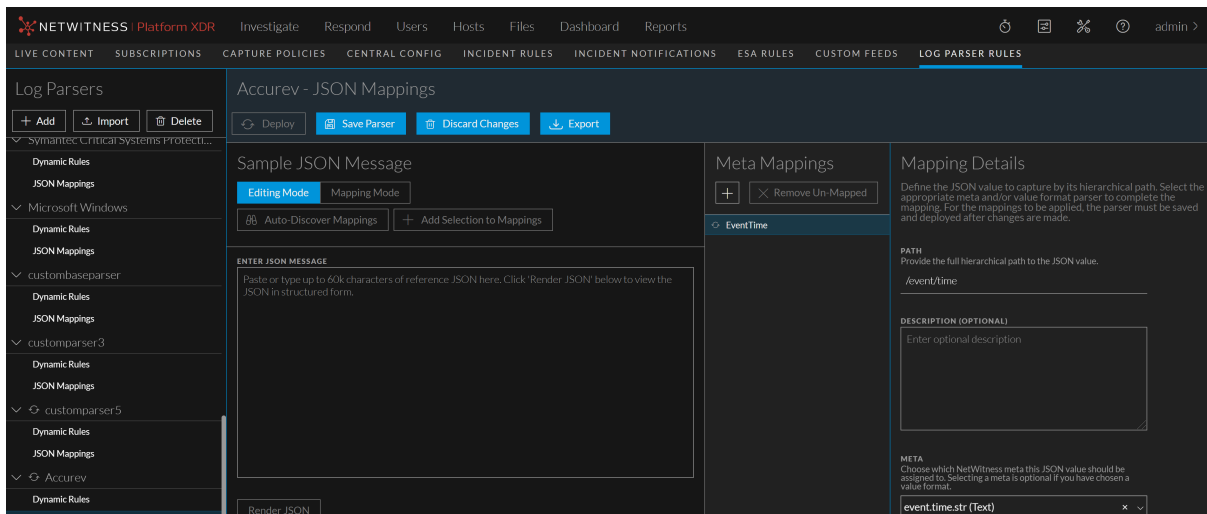 NETWITNESS | Platform XDR Investigate Respond Users Hosts Files Dashboard Reports admin >
LIVE CONTENT SUBSCRIPTIONS CAPTURE POLICIES CENTRAL CONFIG INCIDENT RULES INCIDENT NOTIFICATIONS ESA RULES CUSTOM FEEDS LOG PARSER RULES
Log Parsers
+ Add Import Delete
Symantec Critical Systems Protecti...
Dynamic Rules
JSON Mappings
Microsoft Windows
Dynamic Rules
JSON Mappings
custombaseparser
Dynamic Rules
JSON Mappings
customparser3
Dynamic Rules
JSON Mappings
customparser5
Dynamic Rules
JSON Mappings
Accurev
Dynamic Rules
Accurev - JSON Mappings
Deploy Save Parser Discard Changes Export
Sample JSON Message
Editing Mode Mapping Mode
Auto-Discover Mappings + Add Selection to Mappings
ENTER JSON MESSAGE
Paste or type up to 60k characters of reference JSON here. Click 'Render JSON' below to view the
JSON in structured form.
Render JSON
Meta Mappings
+ Remove Un-Mapped
EventTime
Mapping Details
Define the JSON value to capture by its hierarchical path. Select the
appropriate meta and/or value format parser to complete the
mapping. For the mappings to be applied, the parser must be saved
and deployed after changes are made.
PATH
Provide the full hierarchical path to the JSON value.
/event/time
DESCRIPTION (OPTIONAL)
Enter optional description
META
Choose which NetWitness meta this JSON value should be
assigned to. Selecting a meta is optional if you have chosen a
value format.
event.time.str (Text) ×